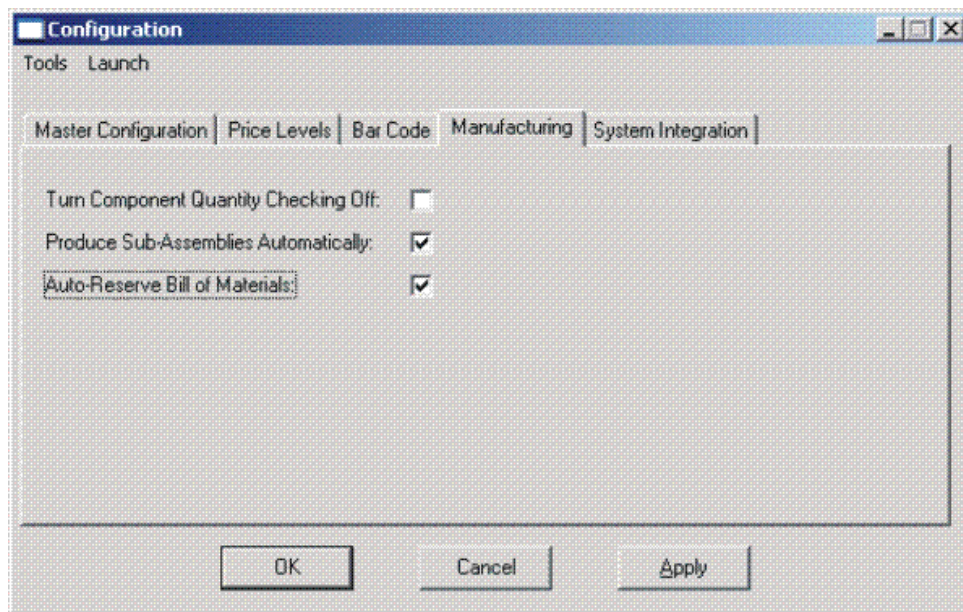 Configuration
Tools Launch
Master Configuration Price Levels Bar Code Manufacturing System Integration
Turn Component Quantity Checking Off:
Produce Sub-Assemblies Automatically:
Auto-Reserve Bill of Materials:
OK Cancel Apply